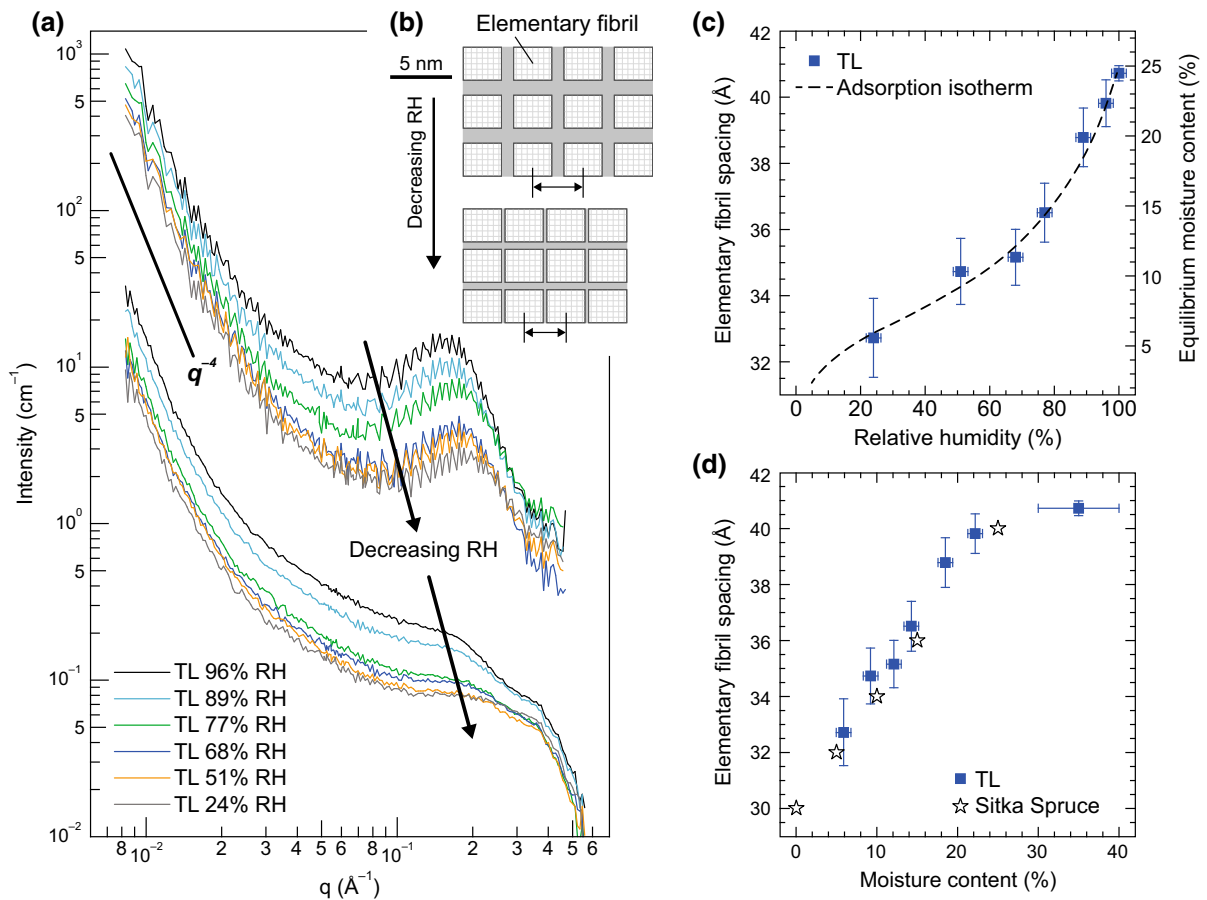 (a)
10³
10²
10
5
10⁰
5
10⁻¹
5
10⁻²
Intensity (cm⁻¹)
q⁻⁴
Decreasing RH
TL 96% RH
TL 89% RH
TL 77% RH
TL 68% RH
TL 51% RH
TL 24% RH
8 10⁻² 2 3 4 5 6 8 10⁻¹ 2 3 4 5 6
q (Å⁻¹)
(b)
Elementary fibril
5 nm
Decreasing RH
(c)
42
40
38
36
34
32
Elementary fibril spacing (Å)
TL
Adsorption isotherm
25
20
15
10
5
Equilibrium moisture content (%)
0 20 40 60 80 100
Relative humidity (%)
(d)
42
40
38
36
34
32
30
Elementary fibril spacing (Å)
TL
Sitka Spruce
0 10 20 30 40
Moisture content (%)